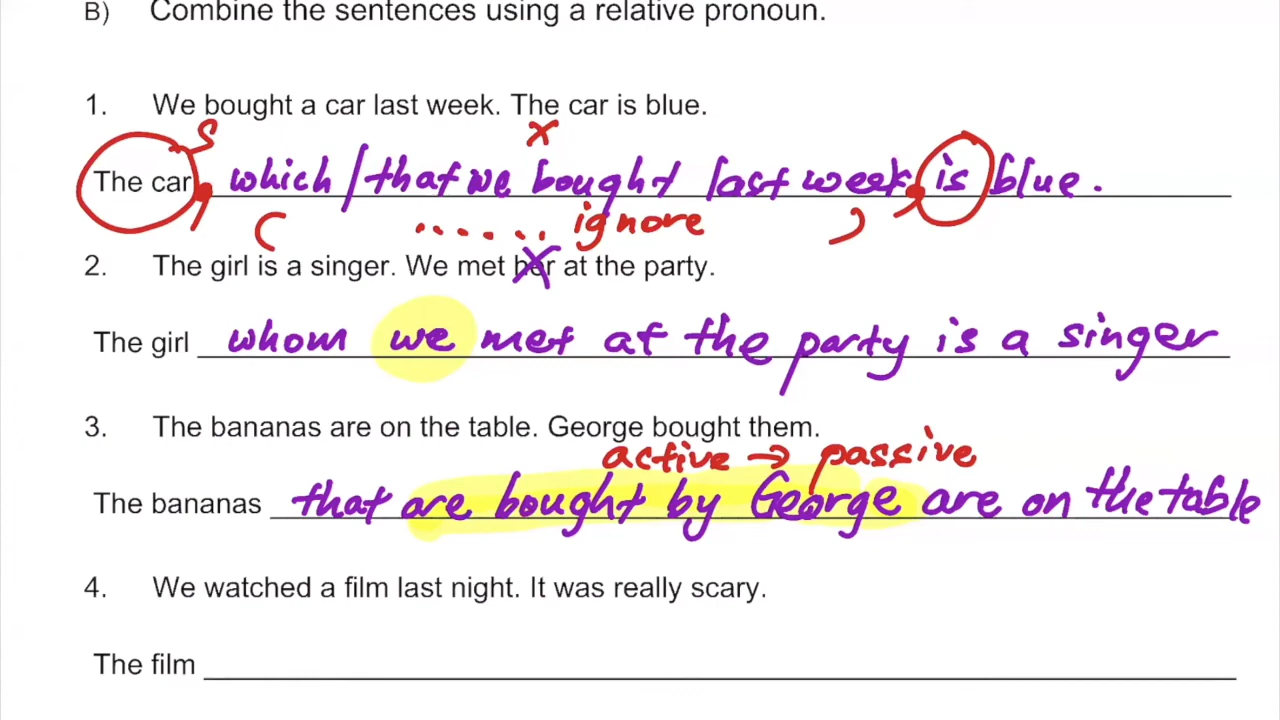 B) Combine the sentences using a relative pronoun.
1. We bought a car last week. The car is blue.
S x
The car, which / that we bought last week, is blue.
( ...... ignore )
2. The girl is a singer. We met her at the party.
The girl whom we met at the party is a singer
3. The bananas are on the table. George bought them.
active → passive
The bananas that are bought by George are on the table
4. We watched a film last night. It was really scary.
The film